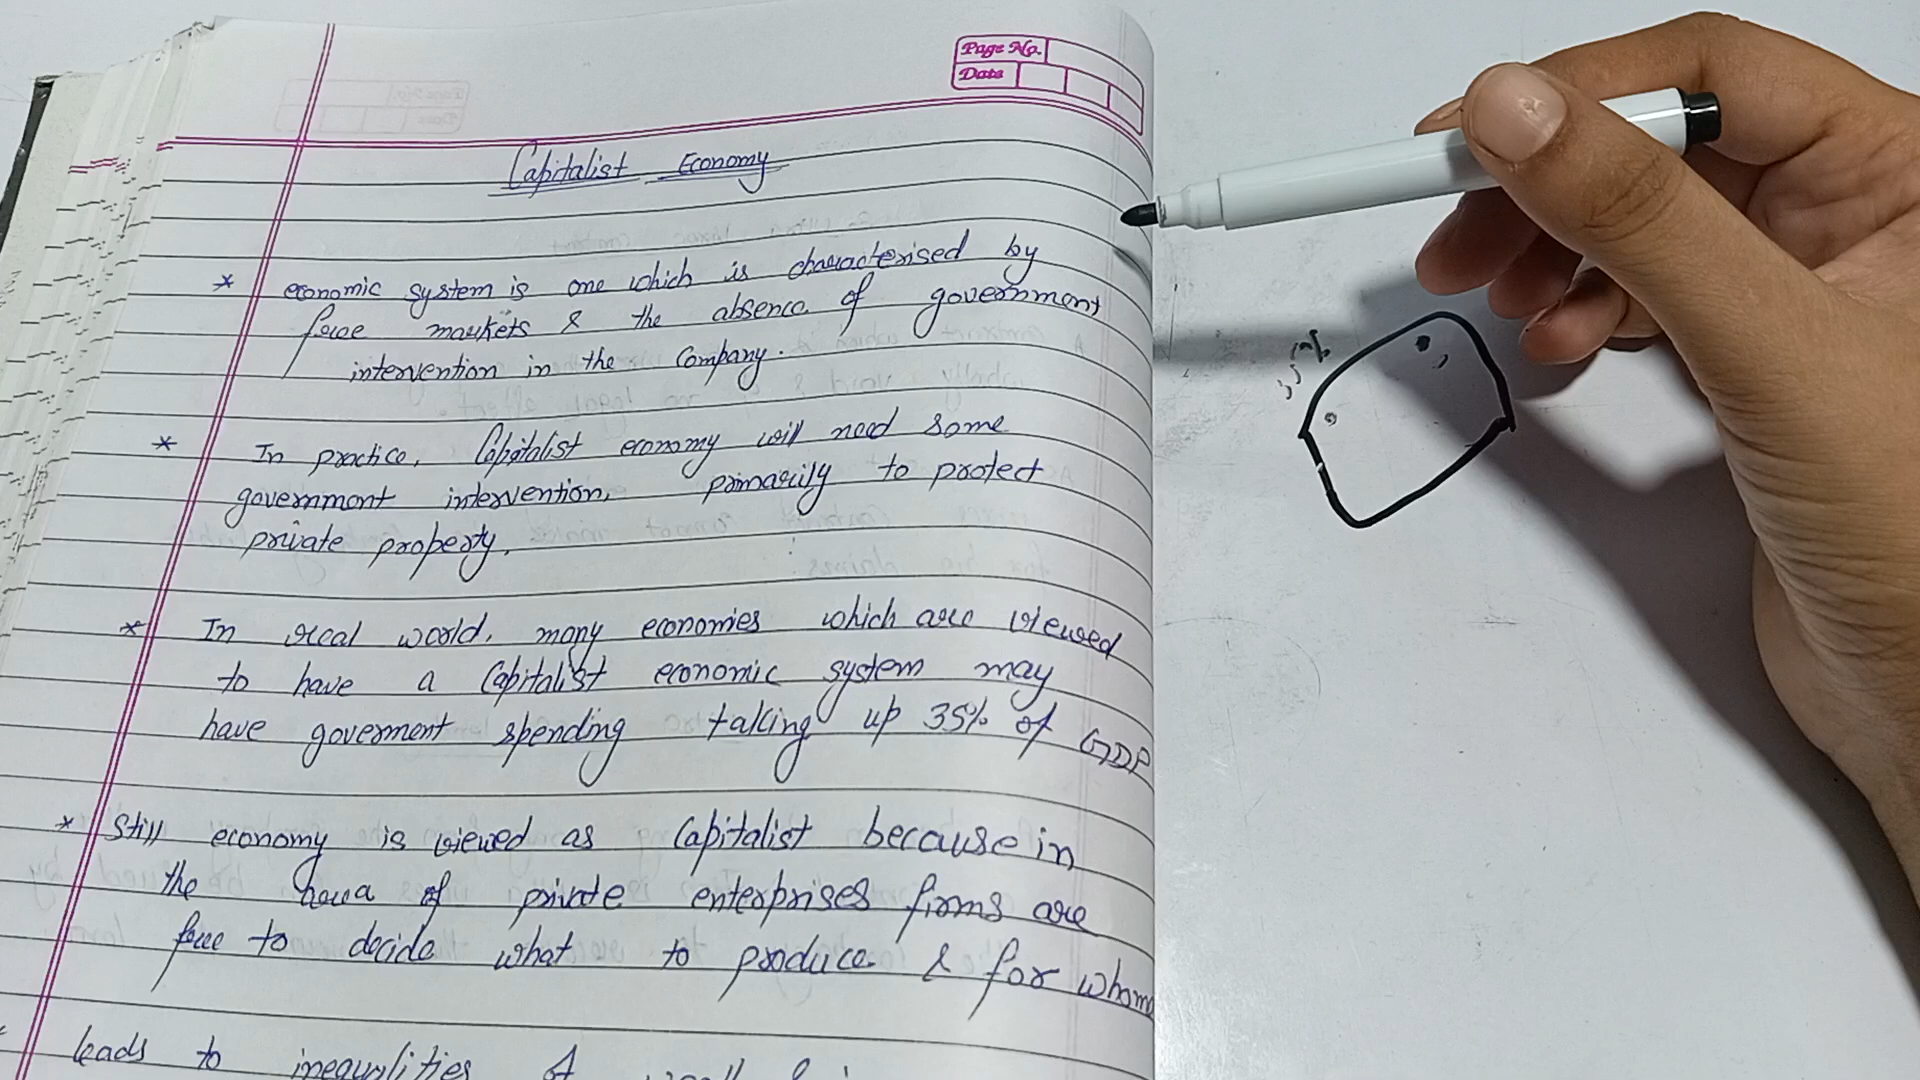 Page No.
Date
Capitalist Economy
* economic system is one which is characterised by
free markets & the absence of government
intervention in the Company.
* In practice, Capitalist economy will need some
government intervention, primarily to protect
private property.
* In real world, many economies which are viewed
to have a Capitalist economic system may
have goverment spending taking up 35% of GDP
* Still economy is viewed as Capitalist because in
the area of private enterprises firms are
free to decide what to produce & for whom
leads to inequalities of